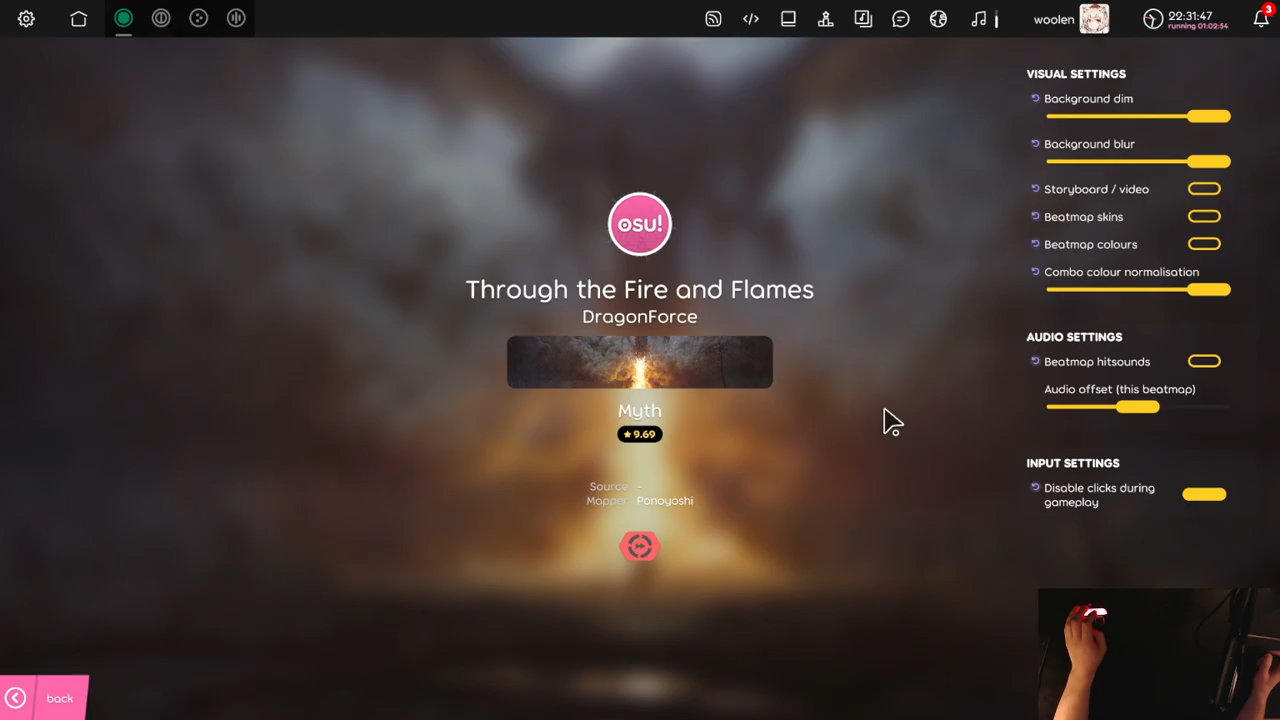 woolen
22:31:47
running 01:02:54
3
VISUAL SETTINGS
Background dim
Background blur
Storyboard / video
Beatmap skins
Beatmap colours
Combo colour normalisation
AUDIO SETTINGS
Beatmap hitsounds
Audio offset (this beatmap)
INPUT SETTINGS
Disable clicks during
gameplay
osu!
Through the Fire and Flames
DragonForce
Myth
9.69
Source -
Mapper Ponoyoshi
back